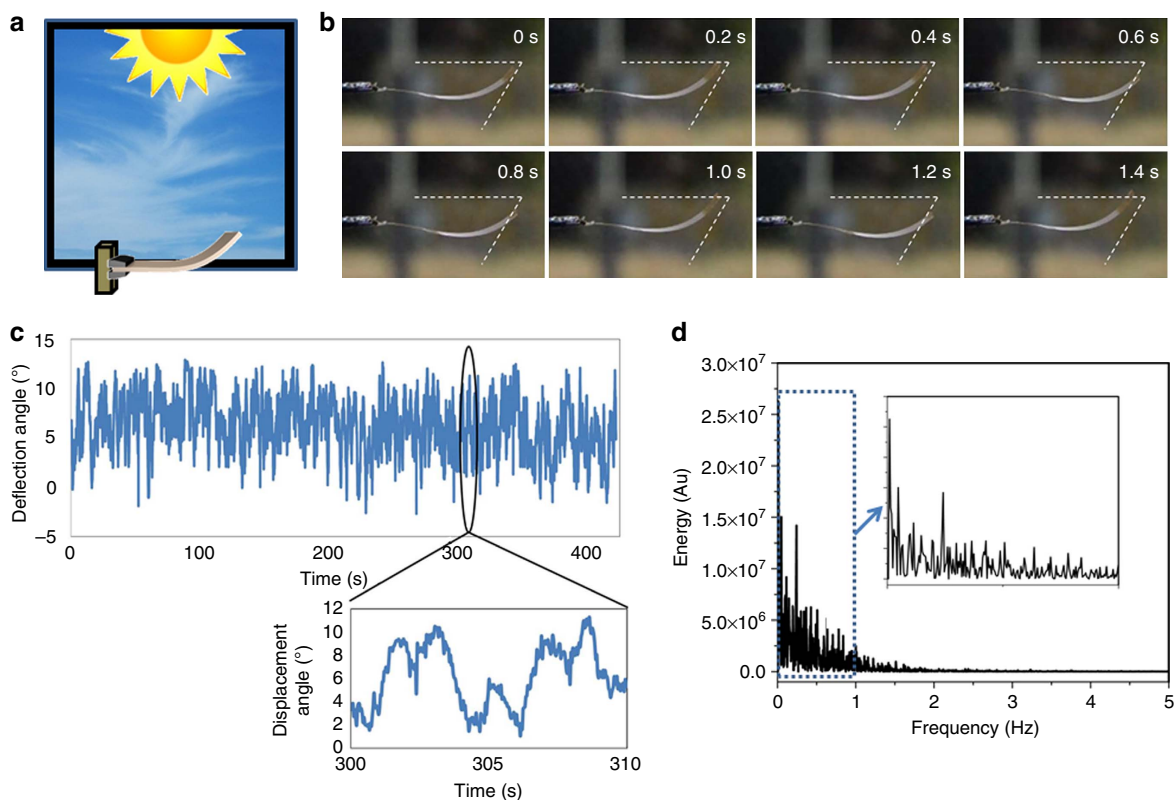 a
b
0 s
0.2 s
0.4 s
0.6 s
0.8 s
1.0 s
1.2 s
1.4 s
c
15
10
5
0
−5
Deflection angle (°)
0
100
200
300
400
Time (s)
12
10
8
6
4
2
0
Displacement
angle (°)
300
305
310
Time (s)
d
3.0×10⁷
2.5×10⁷
2.0×10⁷
1.5×10⁷
1.0×10⁷
5.0×10⁶
0.0
Energy (Au)
0
1
2
3
4
5
Frequency (Hz)